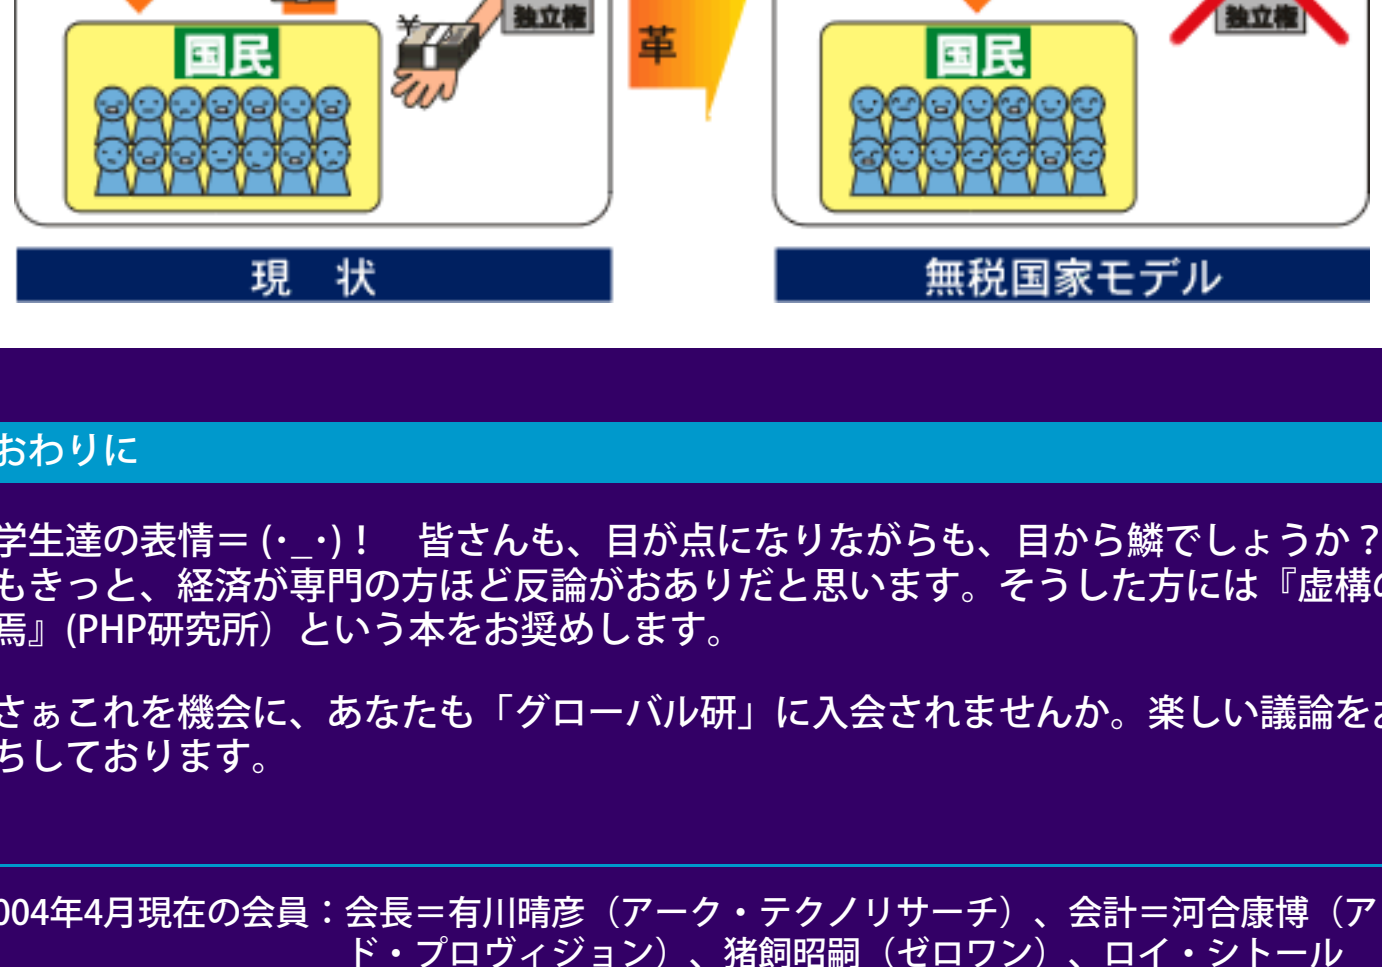 独立権
独立権
革
国民
国民
¥
現 状
無税国家モデル
おわりに
学生達の表情＝(･_･)！ 皆さんも、目が点になりながらも、目から鱗でしょうか？
もきっと、経済が専門の方ほど反論がおありだと思います。そうした方には『虚構の
焉』(PHP研究所）という本をお奨めします。
さぁこれを機会に、あなたも「グローバル研」に入会されませんか。楽しい議論をお
ちしております。
004年4月現在の会員：会長＝有川晴彦（アーク・テクノリサーチ）、会計＝河合康博（ア
ド・プロヴィジョン）、猪飼昭嗣（ゼロワン）、ロイ・シトール